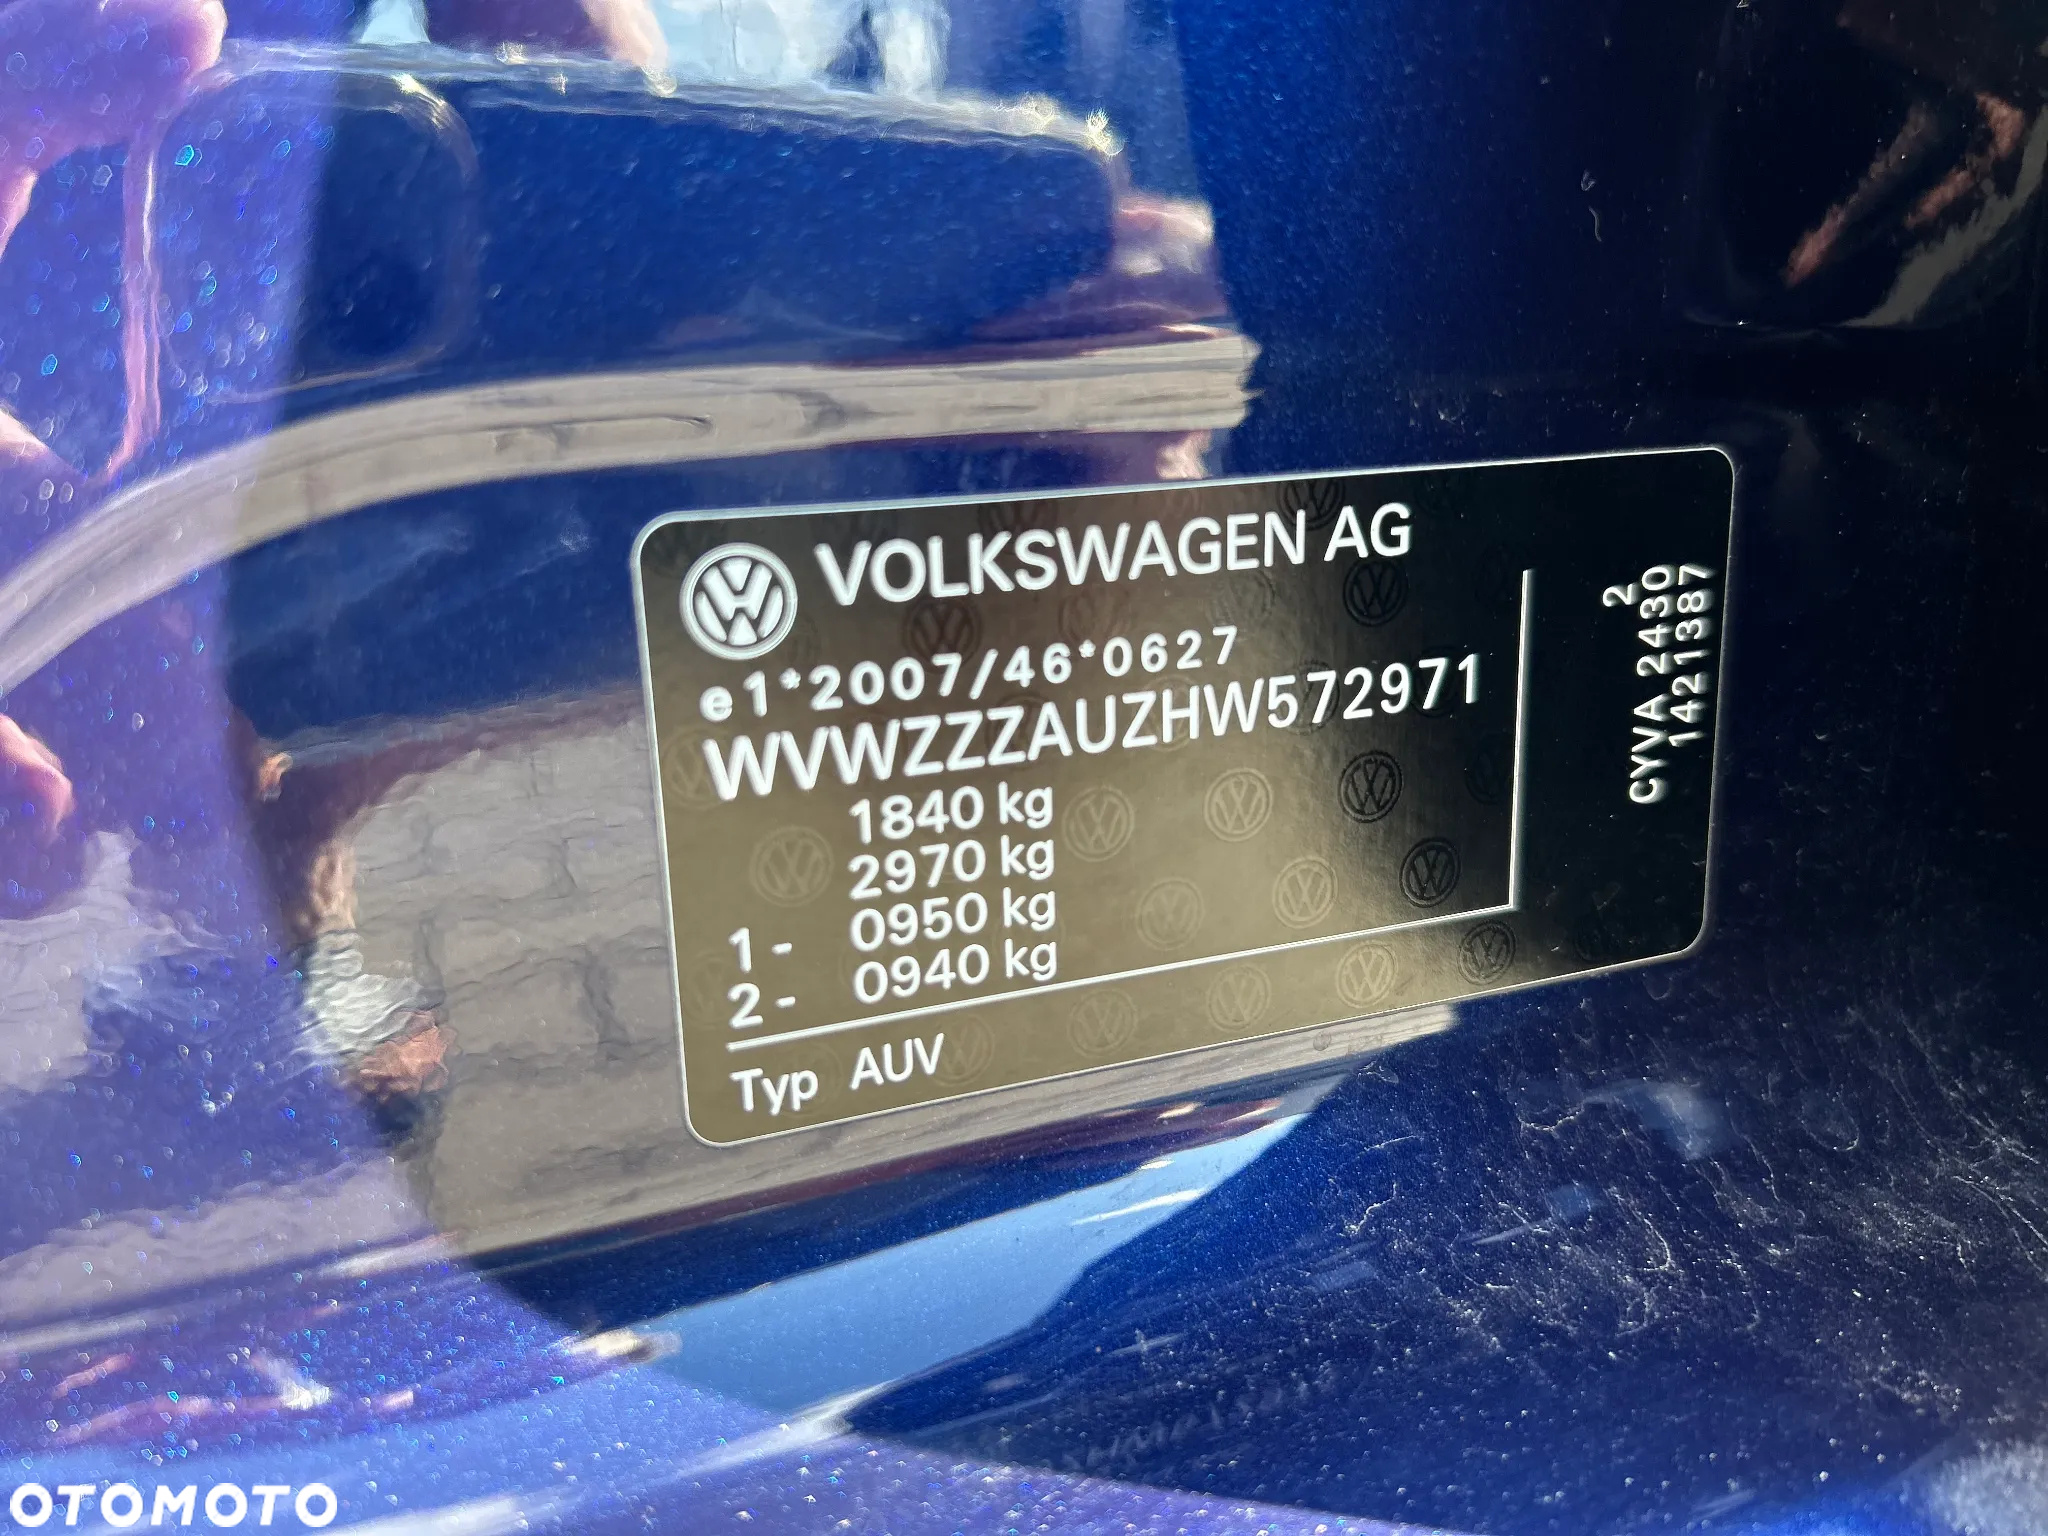 VOLKSWAGEN AG
e1*2007/46*0627
WVWZZZAUZHW572971
1840 kg
2970 kg
1- 0950 kg
2- 0940 kg
Typ AUV
2
CYVA 2430
1421387
OTOMOTO